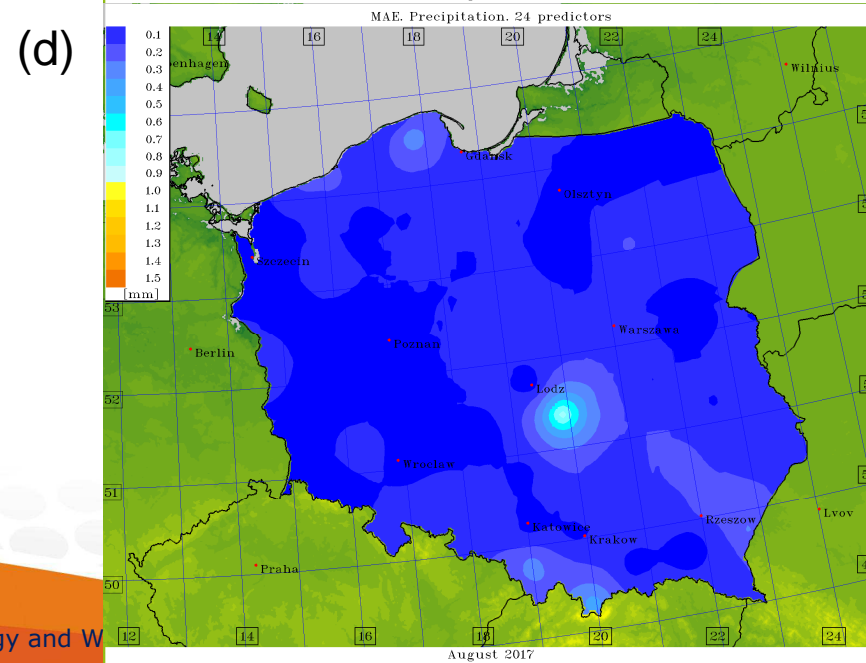 MAE. Precipitation. 24 predictors
(d)
14 16 18 20 22 24
0.1
0.2
0.3
0.4
0.5
0.6
0.7
0.8
0.9
1.0
1.1
1.2
1.3
1.4
1.5
[mm]
enhagen
Wilnius
Gdansk
Olsztyn
Szczecin
53
Warszawa
Poznan
Berlin
Lodz
52
Wroclaw
51
Katowice
Krakow
Rzeszow
Lvov
Praha
50
gy and W
12 14 16 18 20 22 24
August 2017